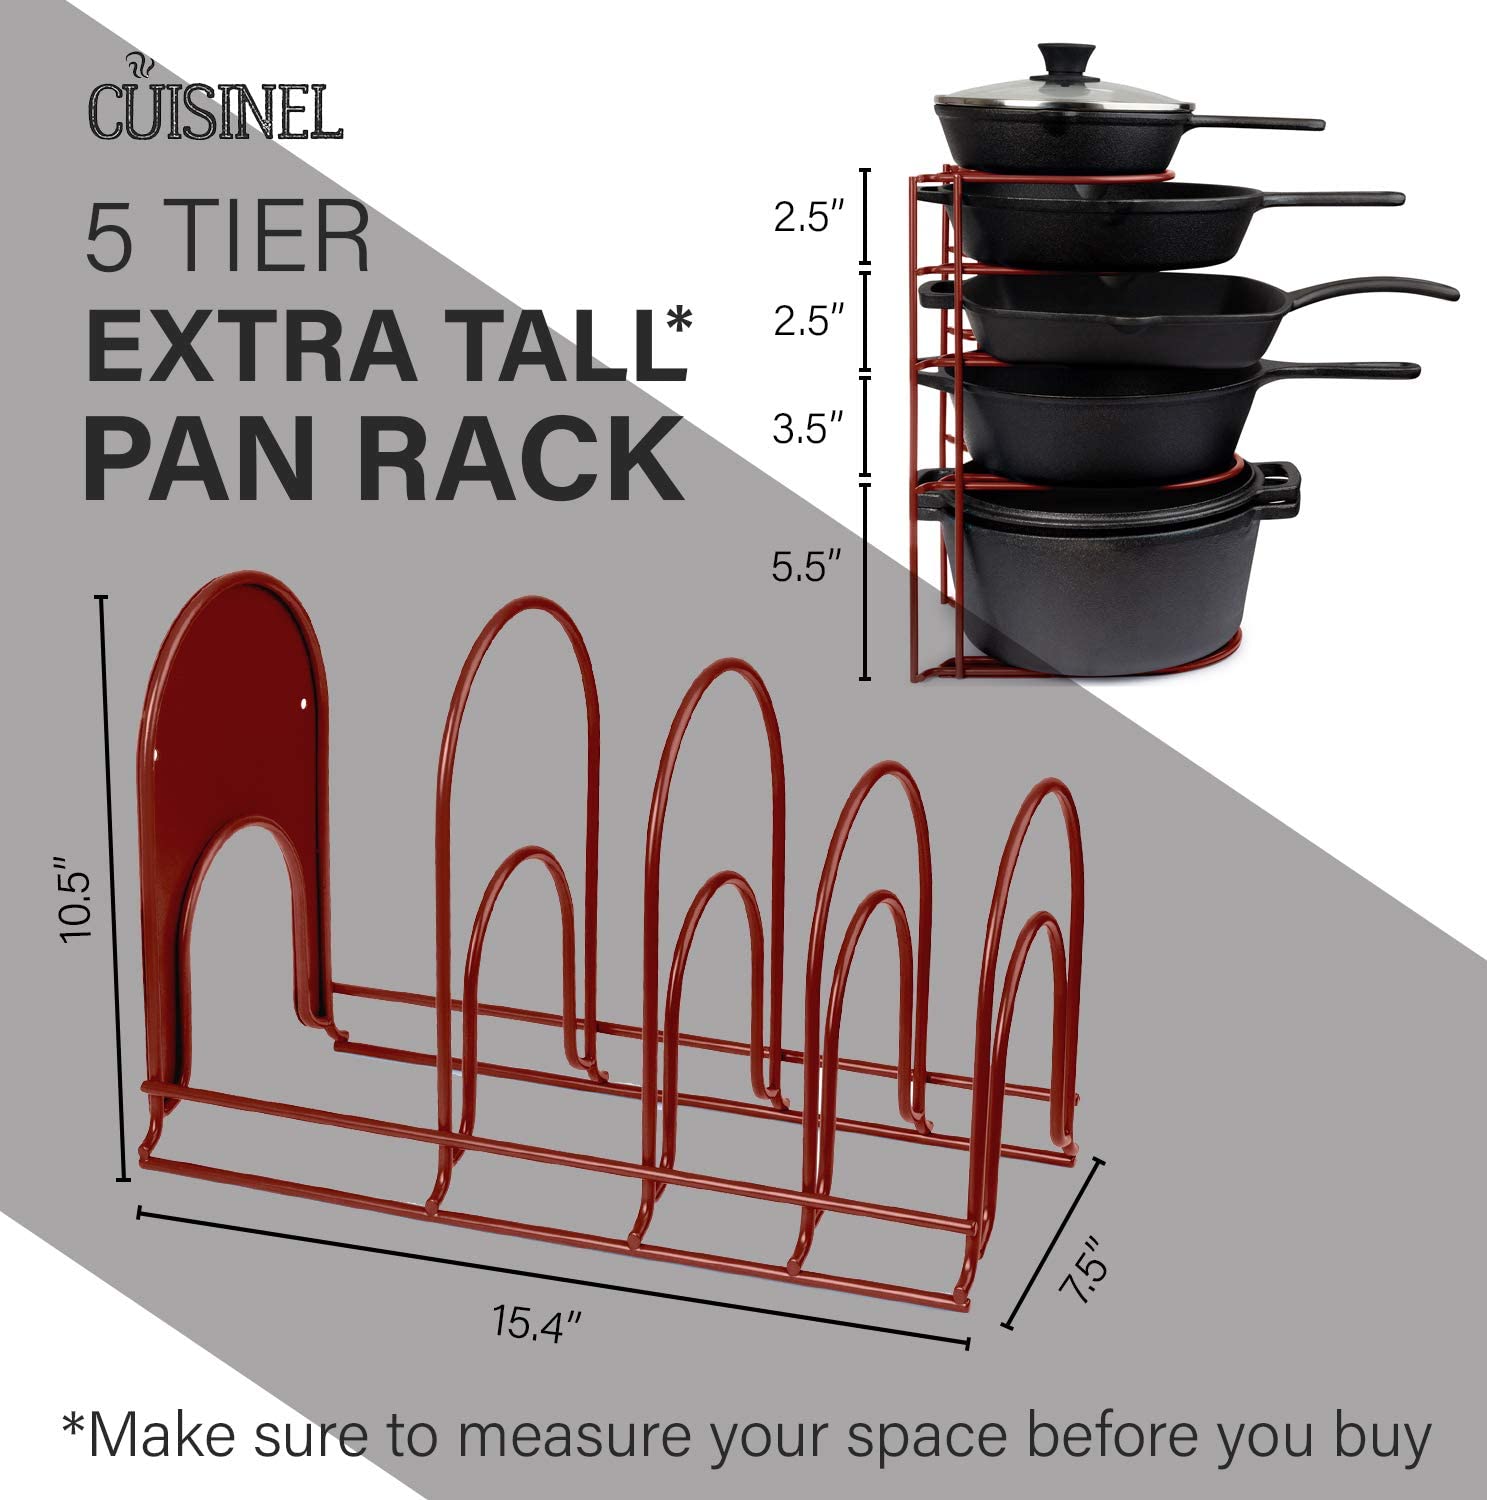 CUISINEL
5 TIER
EXTRA TALL*
PAN RACK
2.5"
2.5"
3.5"
5.5"
10.5"
15.4"
7.5"
*Make sure to measure your space before you buy